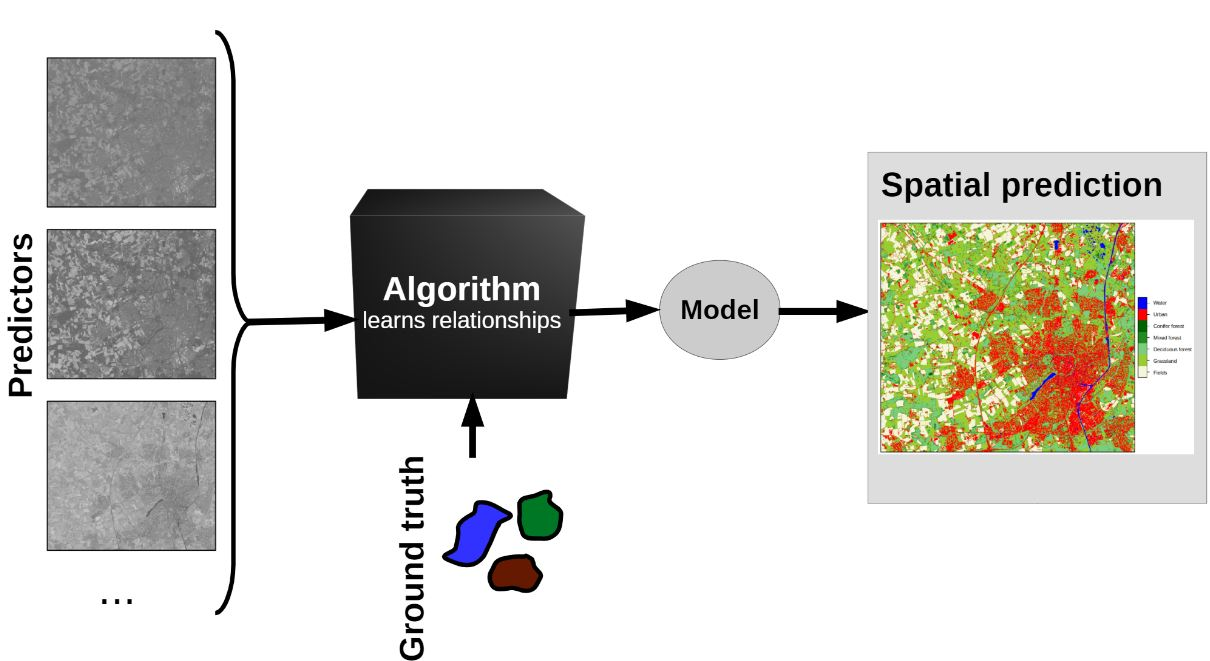 Predictors
...
Algorithm
learns relationships
Ground truth
Model
Spatial prediction
Water
Urban
Conifer forest
Mixed forest
Deciduous forest
Grassland
Fields